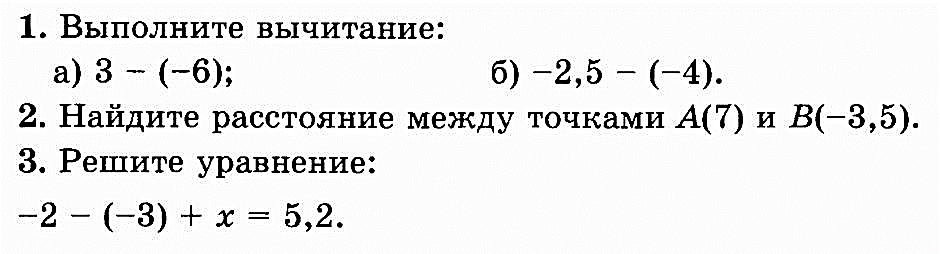 1. Выполните вычитание:
а) 3 – (–6); б) –2,5 – (–4).
2. Найдите расстояние между точками A(7) и B(–3,5).
3. Решите уравнение:
–2 – (–3) + x = 5,2.